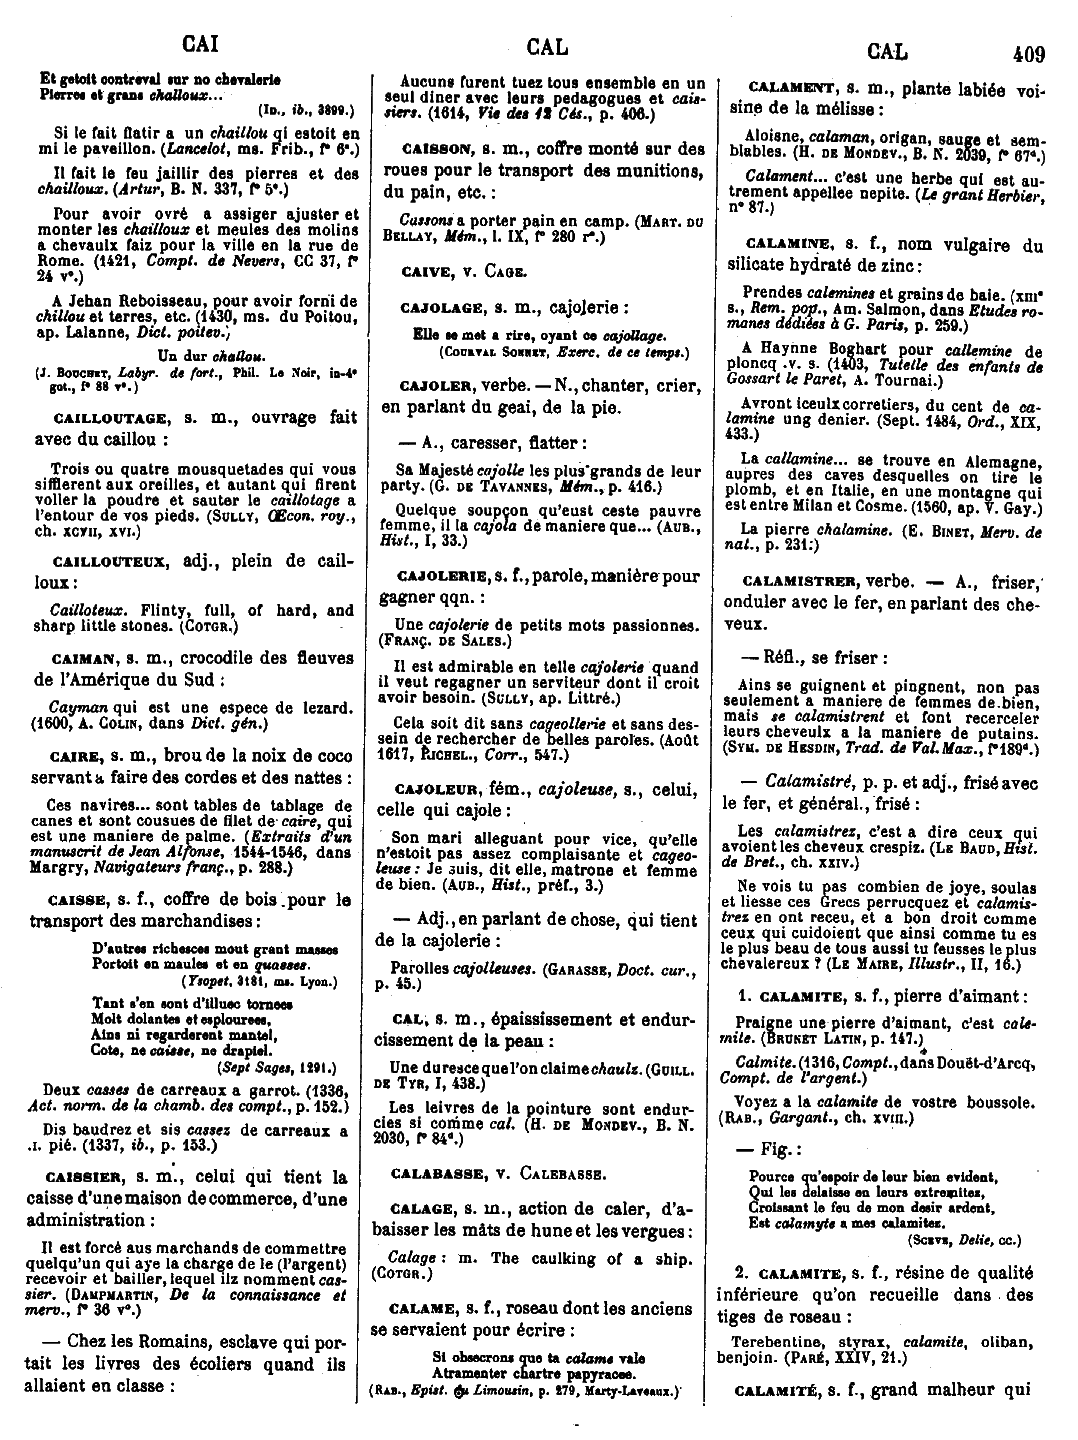 CAI
CAL
CAL
409
Et getoit contreval sur no chevalerie
Pierres et grans chailloux...
(ID., ib., 3899.)
Si le fait flatir a un chaillou qi estoit en
mi le paveillon. (Lancelot, ms. Frib., f° 6ª.)
Il fait le feu jaillir des pierres et des
chailloux. (Artur, B. N. 337, f° 5ª.)
Pour avoir ovré a assiger ajuster et
monter les chailloux et meules des molins
a chevaulx faiz pour la ville en la rue de
Rome. (1421, Compt. de Nevers, CC 37, f°
24 v°.)
A Jehan Reboisseau, pour avoir forni de
chillou et terres, etc. (1430, ms. du Poitou,
ap. Lalanne, Dict. poitev.)
Un dur chaillou.
(J. BOUCHET, Labyr. de fort., Phil. Le Noir, in-4°
got., f° 88 v°.)
CAILLOUTAGE, s. m., ouvrage fait
avec du caillou :
Trois ou quatre mousquetades qui vous
sifflerent aux oreilles, et autant qui firent
voller la poudre et sauter le caillotage a
l'entour de vos pieds. (SULLY, Œcon. roy.,
ch. XCVII, XVI.)
CAILLOUTEUX, adj., plein de cail-
loux :
Cailloteux. Flinty, full, of hard, and
sharp little stones. (COTGR.)
CAIMAN, s. m., crocodile des fleuves
de l'Amérique du Sud :
Cayman qui est une espece de lezard.
(1600, A. COLIN, dans Dict. gén.)
CAIRE, s. m., brou de la noix de coco
servant à faire des cordes et des nattes :
Ces navires... sont tables de tablage de
canes et sont cousues de filet de caire, qui
est une maniere de palme. (Extraits d'un
manuscrit de Jean Alfonse, 1544-1546, dans
Margry, Navigateurs franç., p. 288.)
CAISSE, s. f., coffre de bois pour le
transport des marchandises :
D'autres richesces mout grant masses
Portoit en maules et en quasses.
(Ysopet, 3181, ms. Lyon.)
Tant s'en sont d'illuec tornees
Molt dolantes et esplourees,
Ains ni regarderent mantel,
Cote, ne caisse, ne drapiel.
(Sept Sages, 1291.)
Deux casses de carreaux a garrot. (1336,
Act. norm. de la chamb. des compt., p. 152.)
Dis baudrez et sis cassez de carreaux a
.I. pié. (1337, ib., p. 153.)
CAISSIER, s. m., celui qui tient la
caisse d'une maison de commerce, d'une
administration :
Il est forcé aus marchands de commettre
quelqu'un qui aye la charge de le (l'argent)
recevoir et bailler, lequel ilz nomment cas-
sier. (DAMPMARTIN, De la connaissance et
merv., f° 36 v°.)
— Chez les Romains, esclave qui por-
tait les livres des écoliers quand ils
allaient en classe :
Aucuns furent tuez tous ensemble en un
seul diner avec leurs pedagogues et cais-
siers. (1614, Vie des 12 Cés., p. 406.)
CAISSON, s. m., coffre monté sur des
roues pour le transport des munitions,
du pain, etc. :
Cassons a porter pain en camp. (MART. DU
BELLAY, Mém., l. IX, f° 280 r°.)
CAIVE, v. CAGE.
CAJOLAGE, s. m., cajolerie :
Elle se met a rire, oyant ce cajollage.
(COURVAL SONNET, Exerc. de ce temps.)
CAJOLER, verbe. — N., chanter, crier,
en parlant du geai, de la pie.
— A., caresser, flatter :
Sa Majesté cajolle les plus grands de leur
party. (G. DE TAVANNES, Mém., p. 416.)
Quelque soupçon qu'eust ceste pauvre
femme, il la cajola de maniere que... (AUB.,
Hist., I, 33.)
CAJOLERIE, s. f., parole, manière pour
gagner qqn. :
Une cajolerie de petits mots passionnes.
(FRANÇ. DE SALES.)
Il est admirable en telle cajolerie quand
il veut regagner un serviteur dont il croit
avoir besoin. (SULLY, ap. Littré.)
Cela soit dit sans cageollerie et sans des-
sein de rechercher de belles paroles. (Août
1617, RICHEL., Corr., 547.)
CAJOLEUR, fém., cajoleuse, s., celui,
celle qui cajole :
Son mari alleguant pour vice, qu'elle
n'estoit pas assez complaisante et cageo-
leuse : Je suis, dit elle, matrone et femme
de bien. (AUB., Hist., préf., 3.)
— Adj., en parlant de chose, qui tient
de la cajolerie :
Parolles cajolleuses. (GARASSE, Doct. cur.,
p. 45.)
CAL, s. m., épaississement et endur-
cissement de la peau :
Une duresce que l'on claime chaulz. (GUILL.
DE TYR, I, 438.)
Les leivres de la pointure sont endur-
cies si comme cal. (H. DE MONDEV., B. N.
2030, f° 84ª.)
CALABASSE, v. CALEBASSE.
CALAGE, s. m., action de caler, d'a-
baisser les mâts de hune et les vergues :
Calage : m. The caulking of a ship.
(COTGR.)
CALAME, s. f., roseau dont les anciens
se servaient pour écrire :
Si obsecrons que ta calame vale
Atramenter chartre papyracee.
(RAB., Epist. du Limousin, p. 279, Marty-Laveaux.)
CALAMENT, s. m., plante labiée voi-
sine de la mélisse :
Aloisne, calaman, origan, sauge et sem-
blables. (H. DE MONDEV., B. N. 2039, f° 67ª.)
Calament... c'est une herbe qui est au-
trement appellee nepite. (Le grant Herbier,
n° 87.)
CALAMINE, s. f., nom vulgaire du
silicate hydraté de zinc :
Prendes calemines et grains de baie. (XIIIᵉ
s., Rem. pop., Am. Salmon, dans Etudes ro-
manes dédiées à G. Paris, p. 259.)
A Haynne Boghart pour callemine de
ploncq .v. s. (1403, Tutelle des enfants de
Gossart le Paret, A. Tournai.)
Avront iceulx corretiers, du cent de ca-
lamine ung denier. (Sept. 1484, Ord., XIX,
433.)
La callamine... se trouve en Alemagne,
aupres des caves desquelles on tire le
plomb, et en Italie, en une montagne qui
est entre Milan et Cosme. (1560, ap. V. Gay.)
La pierre chalamine. (E. BINET, Merv. de
nat., p. 231.)
CALAMISTRER, verbe. — A., friser,
onduler avec le fer, en parlant des che-
veux.
— Réfl., se friser :
Ains se guignent et pingnent, non pas
seulement a maniere de femmes de bien,
mais se calamistrent et font recerceler
leurs cheveulx a la maniere de putains.
(SYM. DE HESDIN, Trad. de Val. Max., f° 189ᵈ.)
— Calamistré, p. p. et adj., frisé avec
le fer, et général., frisé :
Les calamistrez, c'est a dire ceux qui
avoient les cheveux crespiz. (LE BAUD, Hist.
de Bret., ch. XXIV.)
Ne vois tu pas combien de joye, soulas
et liesse ces Grecs perrucquez et calamis-
trez en ont receu, et a bon droit comme
ceux qui cuidoient que ainsi comme tu es
le plus beau de tous aussi tu feusses le plus
chevalereux ? (LE MAIRE, Illustr., II, 16.)
1. CALAMITE, s. f., pierre d'aimant :
Praigne une pierre d'aimant, c'est cala-
mite. (BRUNET LATIN, p. 147.)
Calmite. (1316, Compt., dans Douët-d'Arcq,
Compt. de l'argent.)
Voyez a la calamite de vostre boussole.
(RAB., Gargant., ch. XVIII.)
— Fig. :
Pource qu'espoir de leur bien evident,
Qui les delaisse en leurs extremitez,
Croissant le feu de mon desir ardent,
Est calamyte a mes calamitez.
(SCEVE, Delie, CC.)
2. CALAMITE, s. f., résine de qualité
inférieure qu'on recueille dans des
tiges de roseau :
Terebentine, styrax, calamite, oliban,
benjoin. (PARÉ, XXIV, 21.)
CALAMITÉ, s. f., grand malheur qui